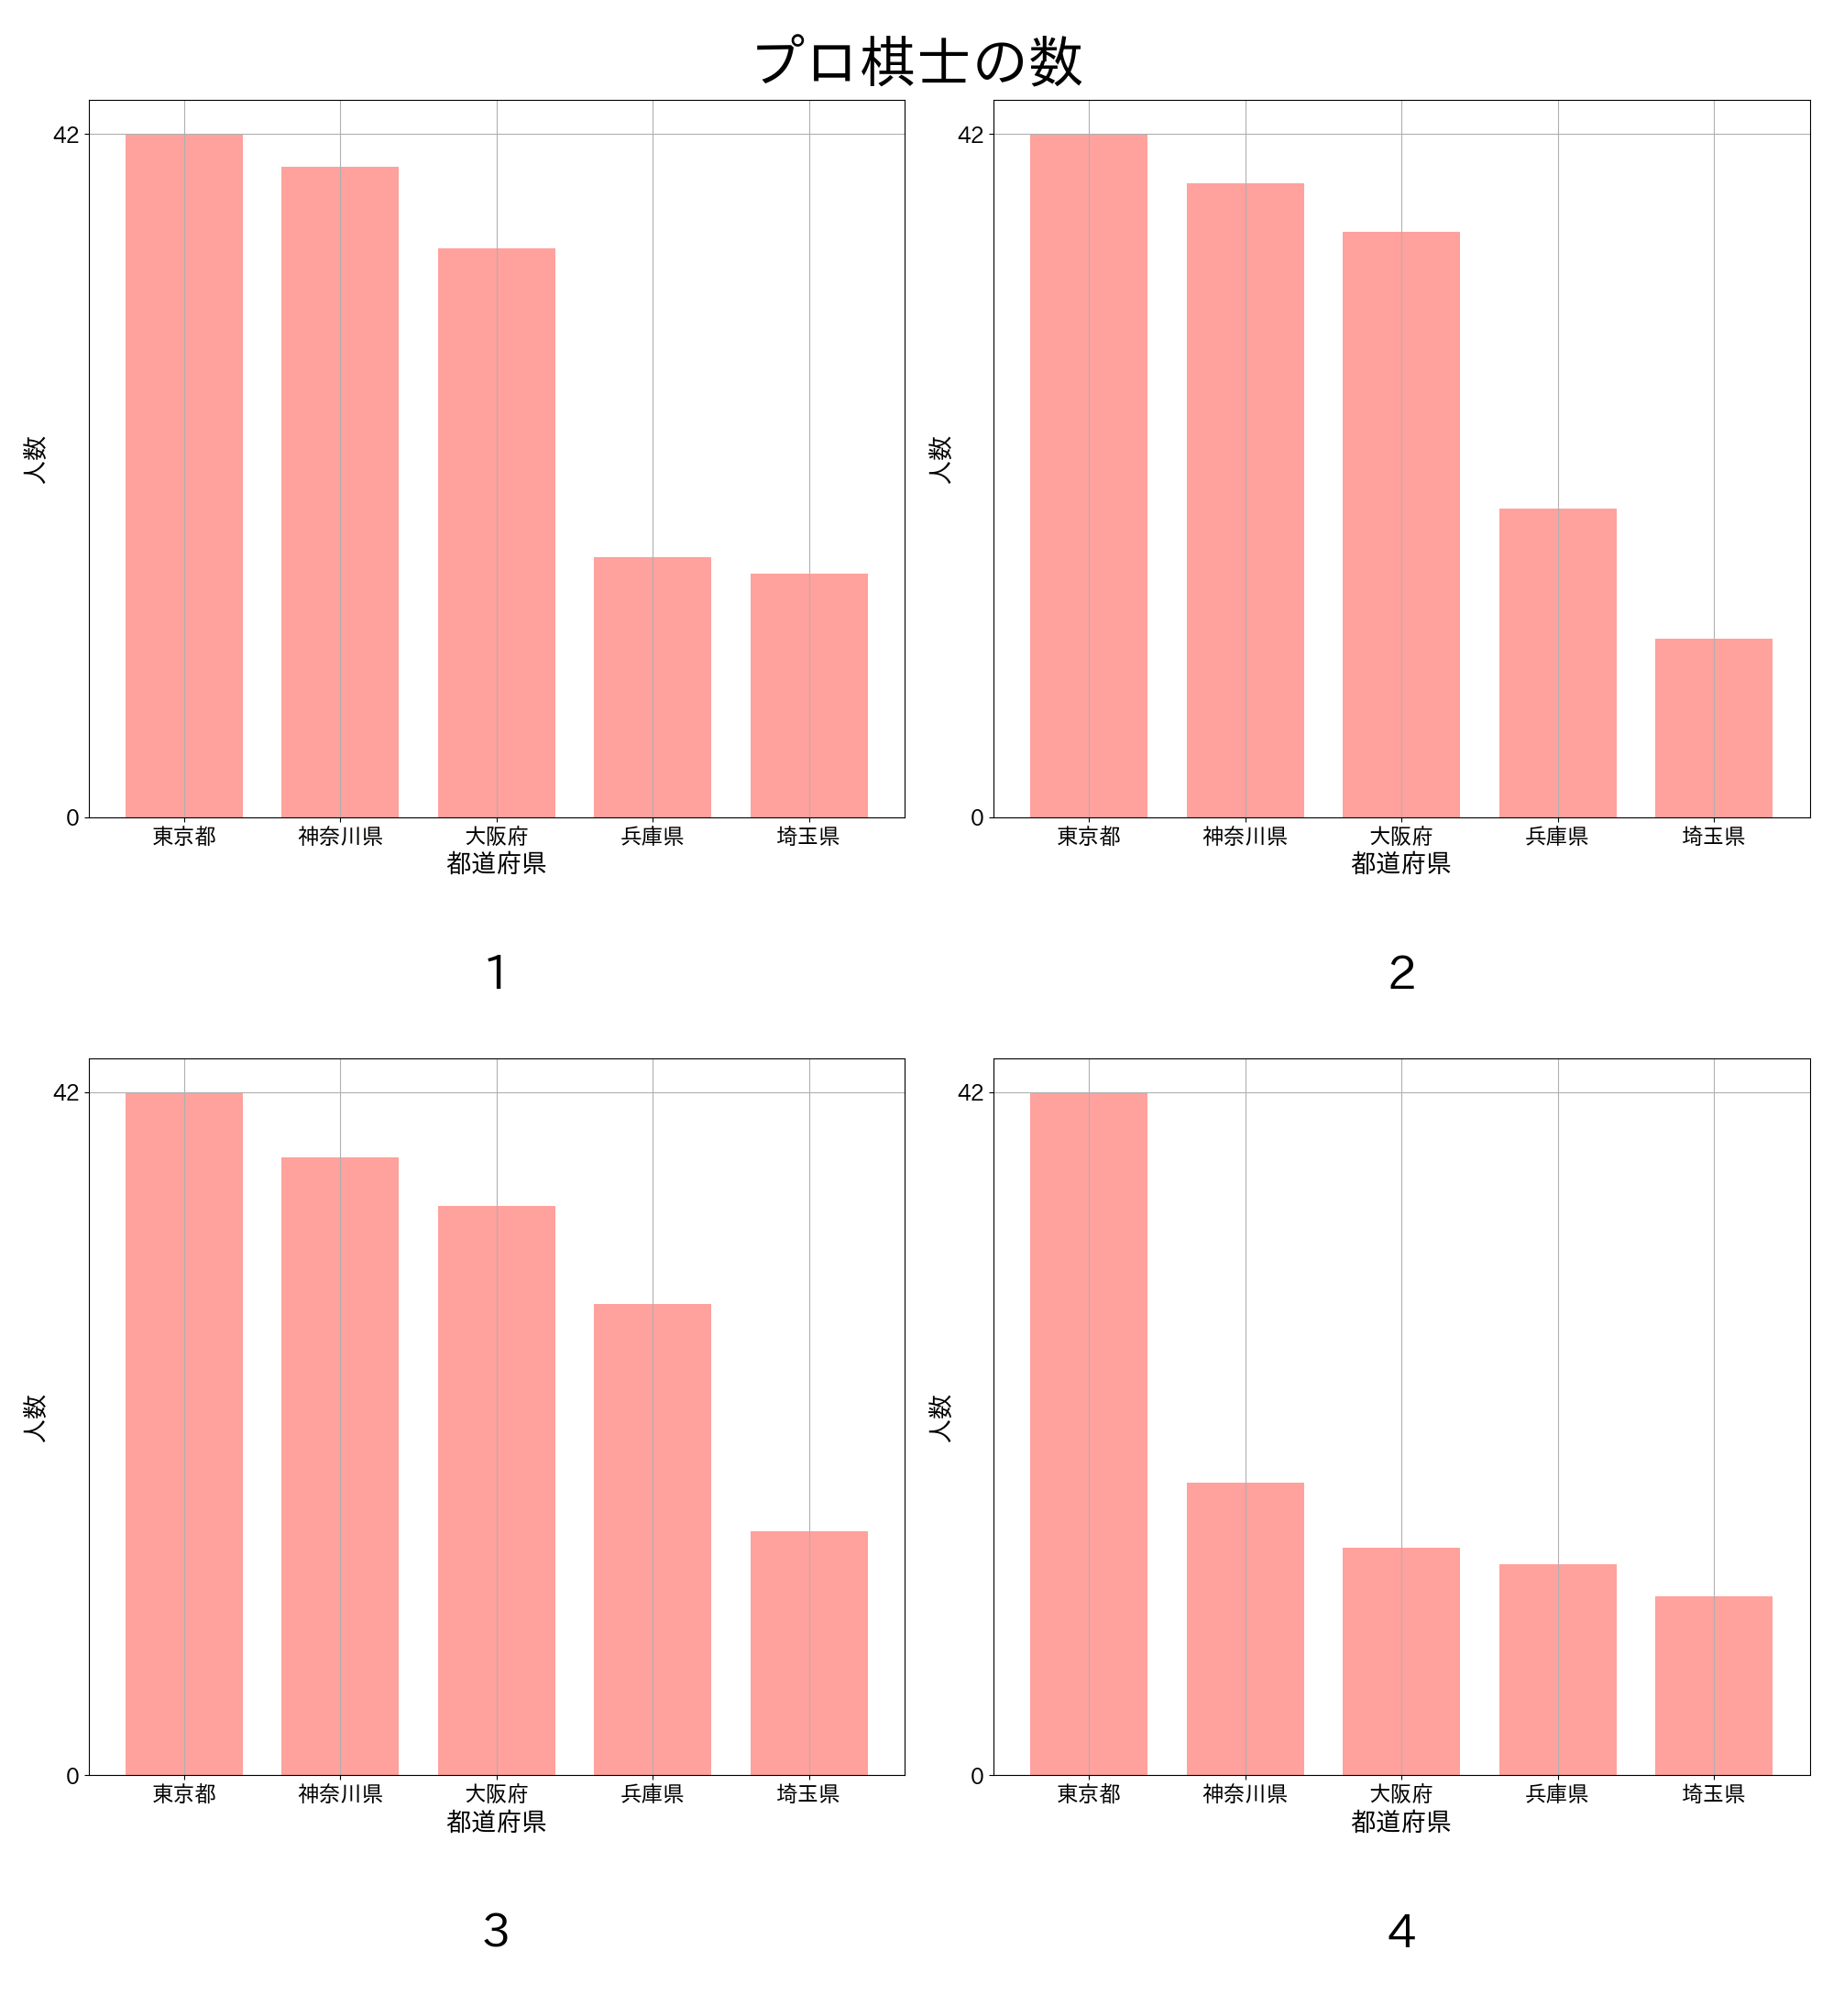 プロ棋士の数
42
0
人数
東京都 神奈川県 大阪府 兵庫県 埼玉県
都道府県
1
42
0
人数
東京都 神奈川県 大阪府 兵庫県 埼玉県
都道府県
2
42
0
人数
東京都 神奈川県 大阪府 兵庫県 埼玉県
都道府県
3
42
0
人数
東京都 神奈川県 大阪府 兵庫県 埼玉県
都道府県
4